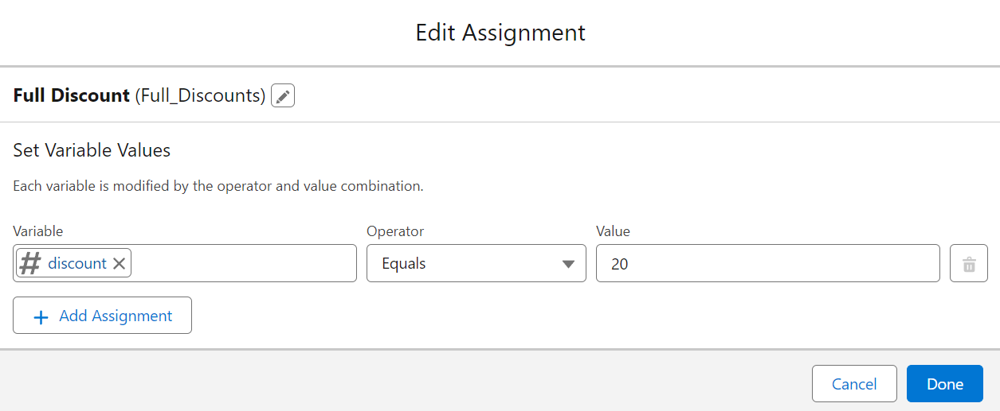 Edit Assignment
Full Discount (Full_Discounts)
Set Variable Values
Each variable is modified by the operator and value combination.
Variable Operator Value
# discount Equals 20
+ Add Assignment
Cancel Done